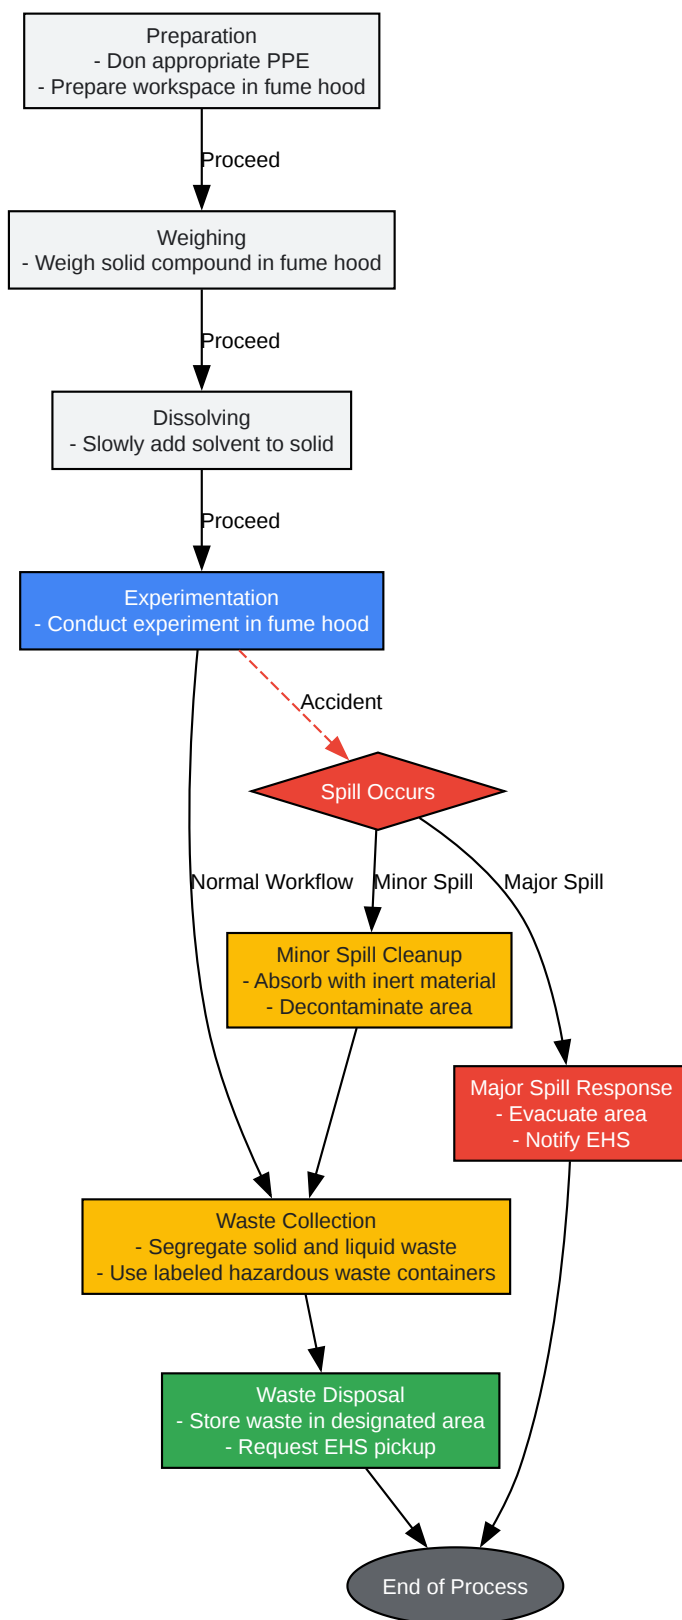 Preparation
- Don appropriate PPE
- Prepare workspace in fume hood
Proceed
Weighing
- Weigh solid compound in fume hood
Proceed
Dissolving
- Slowly add solvent to solid
Proceed
Experimentation
- Conduct experiment in fume hood
Accident
Spill Occurs
Normal Workflow
Minor Spill
Major Spill
Minor Spill Cleanup
- Absorb with inert material
- Decontaminate area
Major Spill Response
- Evacuate area
- Notify EHS
Waste Collection
- Segregate solid and liquid waste
- Use labeled hazardous waste containers
Waste Disposal
- Store waste in designated area
- Request EHS pickup
End of Process